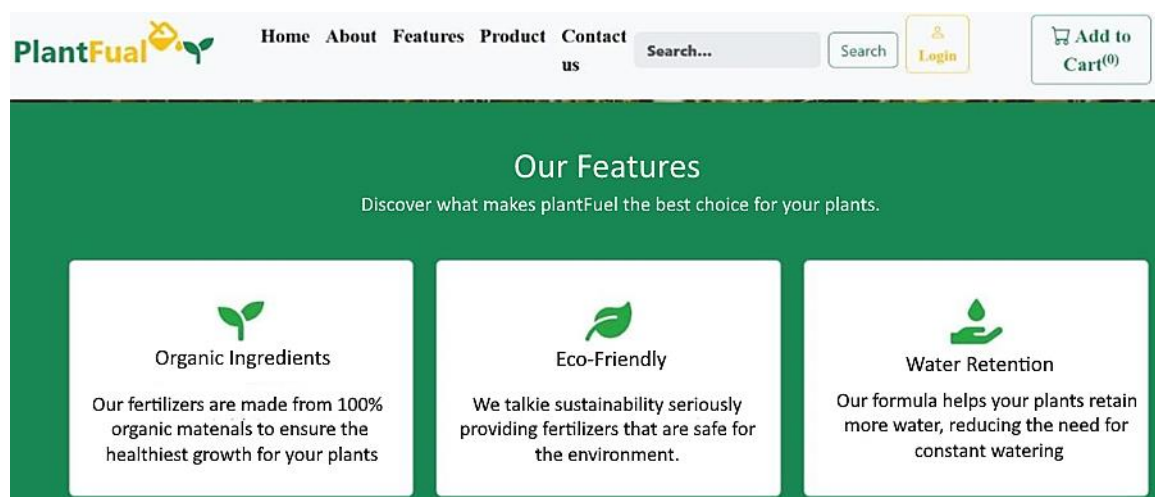 PlantFual
Home About Features Product Contact
us
Search...
Search
Login
Add to
Cart(0)
Our Features
Discover what makes plantFuel the best choice for your plants.
Organic Ingredients
Our fertilizers are made from 100%
organic matenals to ensure the
healthiest growth for your plants
Eco-Friendly
We talkie sustainability seriously
providing fertilizers that are safe for
the environment.
Water Retention
Our formula helps your plants retain
more water, reducing the need for
constant watering